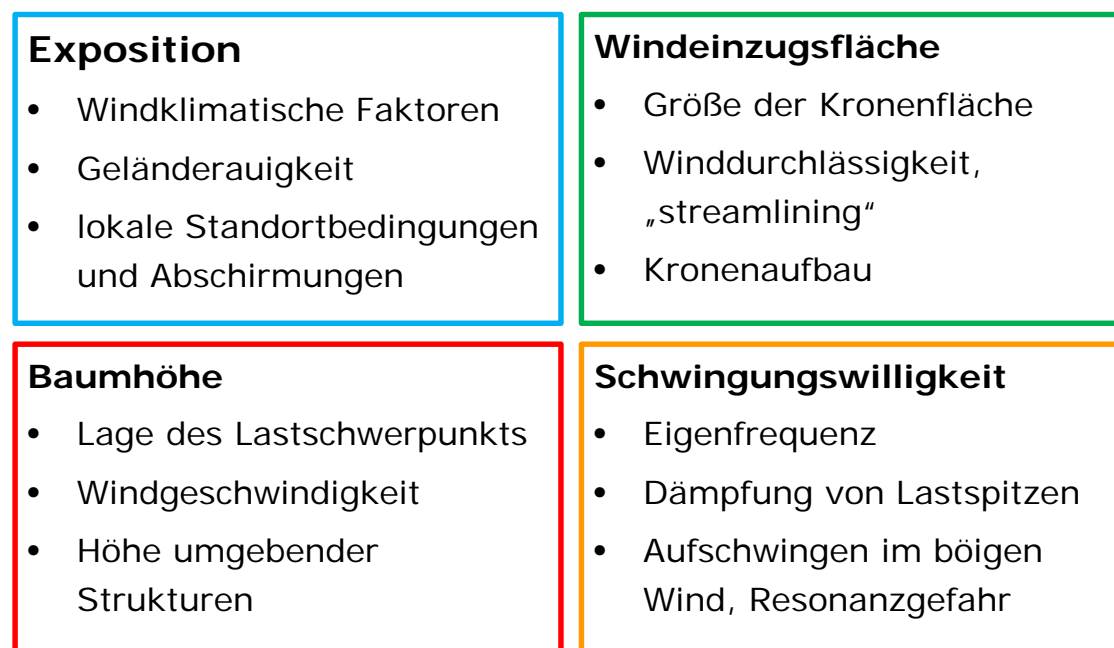 Exposition
• Windklimatische Faktoren
• Geländerauigkeit
• lokale Standortbedingungen
und Abschirmungen
Windeinzugsfläche
• Größe der Kronenfläche
• Winddurchlässigkeit,
„streamlining“
• Kronenaufbau
Baumhöhe
• Lage des Lastschwerpunkts
• Windgeschwindigkeit
• Höhe umgebender
Strukturen
Schwingungswilligkeit
• Eigenfrequenz
• Dämpfung von Lastspitzen
• Aufschwingen im böigen
Wind, Resonanzgefahr